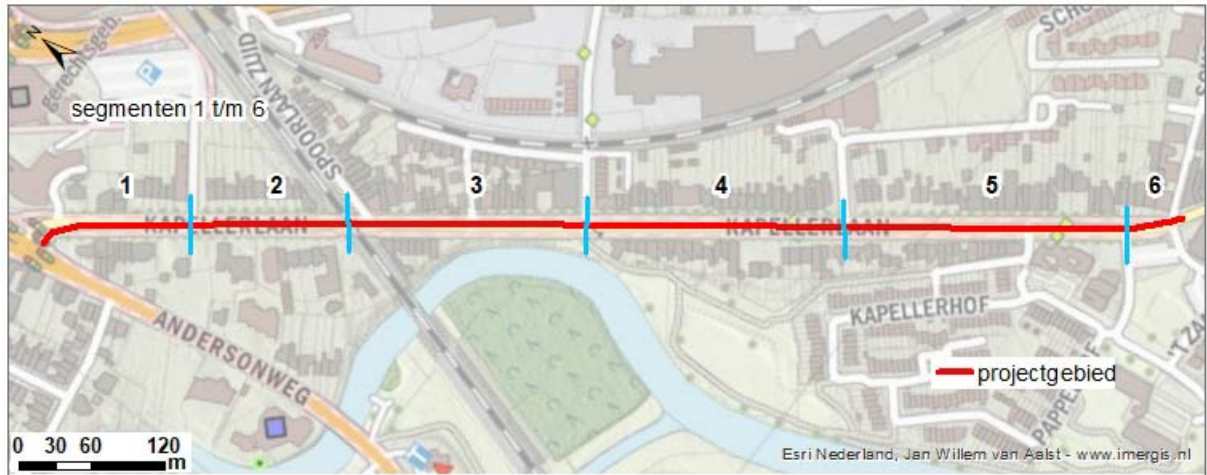 N
gerechtsgeb.
P
segmenten 1 t/m 6
SPOORLAAN ZUID
1
2
3
4
5
6
KAPELLERLAAN
KAPELLERLAAN
ANDERSONWEG
KAPELLERHOF
projectgebied
0 30 60 120
m
Esri Nederland, Jan Willem van Aalst - www.imergis.nl